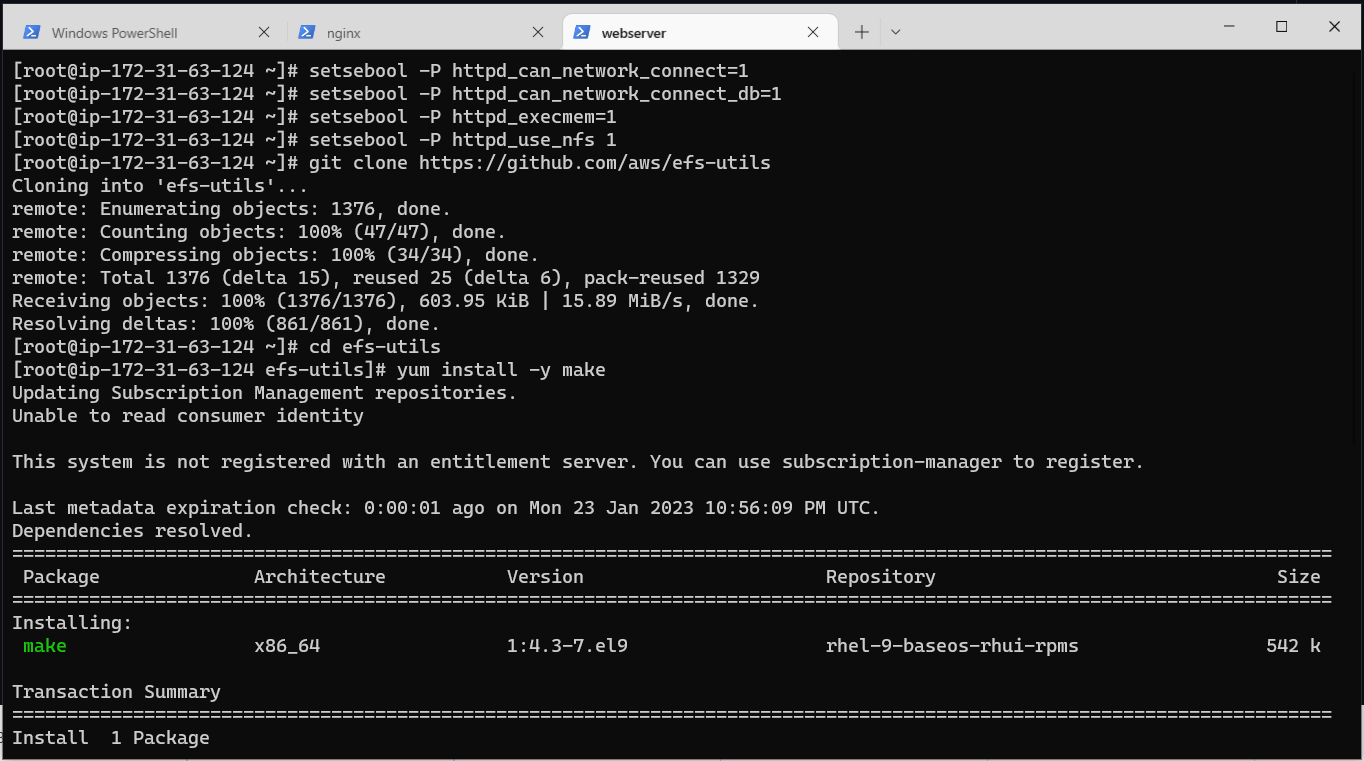 Windows PowerShell
nginx
webserver
[root@ip-172-31-63-124 ~]# setsebool -P httpd_can_network_connect=1
[root@ip-172-31-63-124 ~]# setsebool -P httpd_can_network_connect_db=1
[root@ip-172-31-63-124 ~]# setsebool -P httpd_execmem=1
[root@ip-172-31-63-124 ~]# setsebool -P httpd_use_nfs 1
[root@ip-172-31-63-124 ~]# git clone https://github.com/aws/efs-utils
Cloning into 'efs-utils'...
remote: Enumerating objects: 1376, done.
remote: Counting objects: 100% (47/47), done.
remote: Compressing objects: 100% (34/34), done.
remote: Total 1376 (delta 15), reused 25 (delta 6), pack-reused 1329
Receiving objects: 100% (1376/1376), 603.95 KiB | 15.89 MiB/s, done.
Resolving deltas: 100% (861/861), done.
[root@ip-172-31-63-124 ~]# cd efs-utils
[root@ip-172-31-63-124 efs-utils]# yum install -y make
Updating Subscription Management repositories.
Unable to read consumer identity
This system is not registered with an entitlement server. You can use subscription-manager to register.
Last metadata expiration check: 0:00:01 ago on Mon 23 Jan 2023 10:56:09 PM UTC.
Dependencies resolved.
========================================================================================================================
Package Architecture Version Repository Size
========================================================================================================================
Installing:
make x86_64 1:4.3-7.el9 rhel-9-baseos-rhui-rpms 542 k
Transaction Summary
========================================================================================================================
Install 1 Package